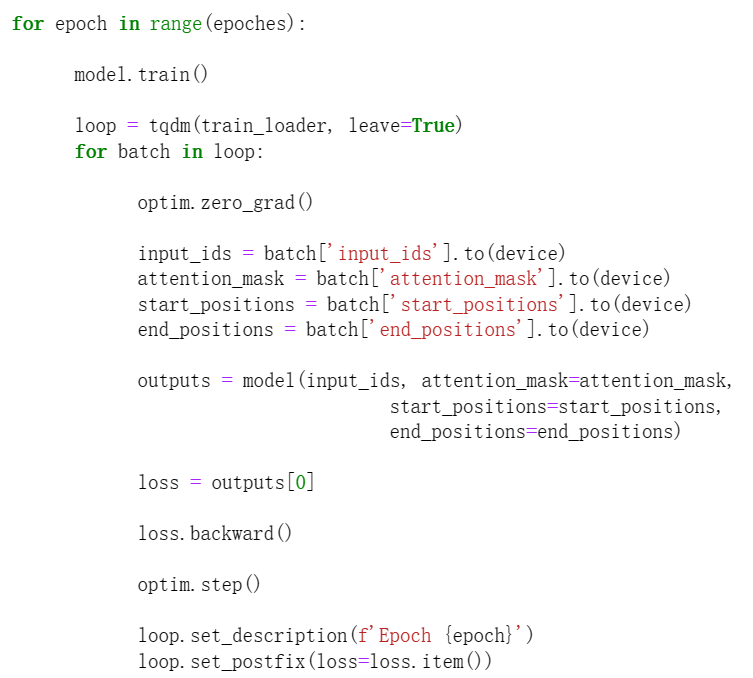 for epoch in range(epoches):
model.train()
loop = tqdm(train_loader, leave=True)
for batch in loop:
optim.zero_grad()
input_ids = batch['input_ids'].to(device)
attention_mask = batch['attention_mask'].to(device)
start_positions = batch['start_positions'].to(device)
end_positions = batch['end_positions'].to(device)
outputs = model(input_ids, attention_mask=attention_mask,
start_positions=start_positions,
end_positions=end_positions)
loss = outputs[0]
loss.backward()
optim.step()
loop.set_description(f'Epoch {epoch}')
loop.set_postfix(loss=loss.item())